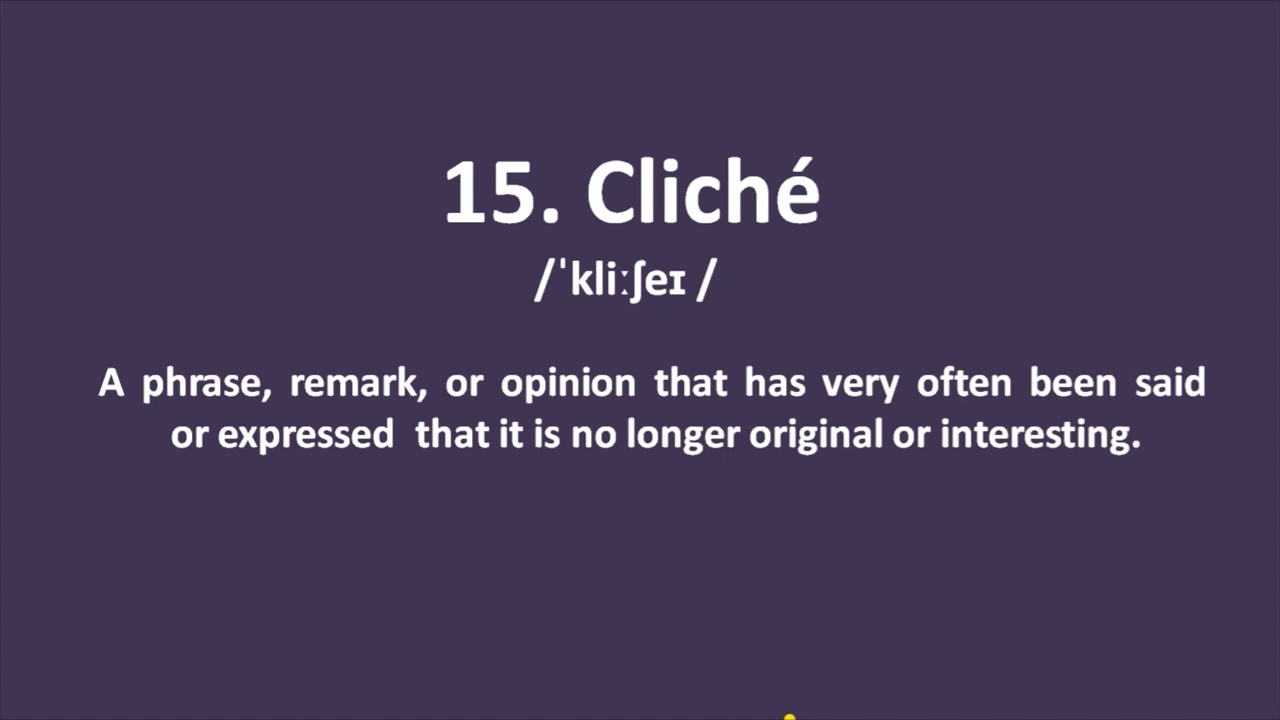 15. Cliché
/ˈkliːʃeɪ /
A phrase, remark, or opinion that has very often been said
or expressed that it is no longer original or interesting.